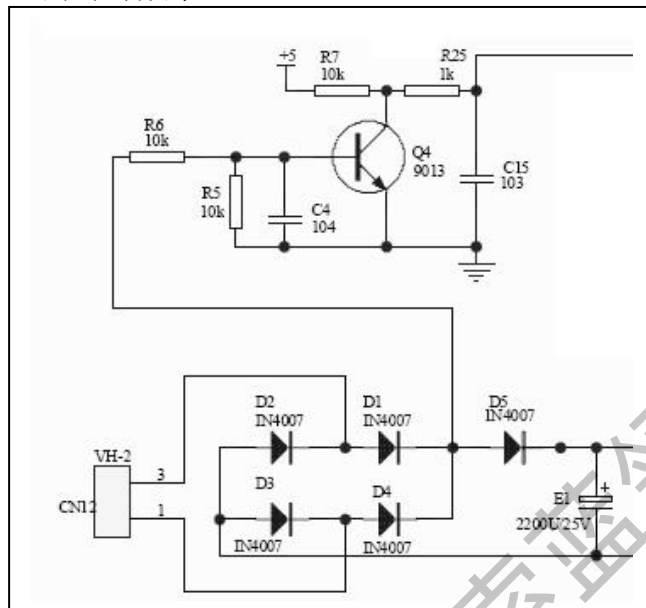 +5
R7
10k
R25
1k
R6
10k
Q4
9013
C15
103
R5
10k
C4
104
D2
IN4007
D1
IN4007
D5
IN4007
VH-2
3
CN12
1
D3
IN4007
D4
IN4007
E1
+
2200U/25V